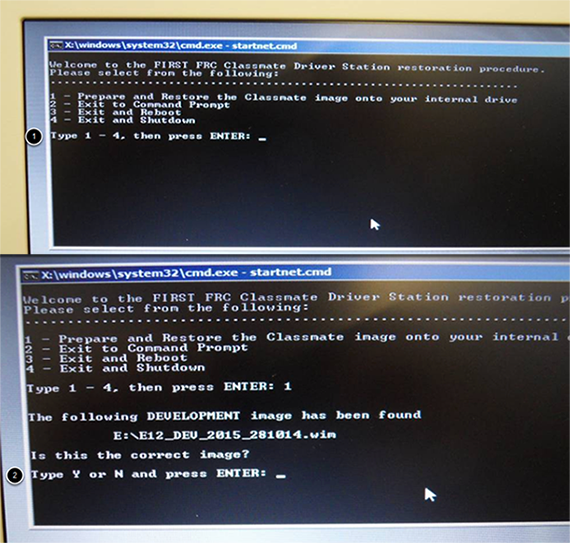 X:\windows\system32\cmd.exe - startnet.cmd
Welcome to the FIRST FRC Classmate Driver Station restoration procedure.
Please select from the following:
1 - Prepare and Restore the Classmate image onto your internal drive
2 - Exit to Command Prompt
3 - Exit and Reboot
4 - Exit and Shutdown
1
Type 1 - 4, then press ENTER: _
X:\windows\system32\cmd.exe - startnet.cmd
Welcome to the FIRST FRC Classmate Driver Station restoration p
Please select from the following:
1 - Prepare and Restore the Classmate image onto your internal
2 - Exit to Command Prompt
3 - Exit and Reboot
4 - Exit and Shutdown
Type 1 - 4, then press ENTER: 1
The following DEVELOPMENT image has been found
E:\E12_DEV_2015_281014.wim
Is this the correct image?
2
Type Y or N and press ENTER: _